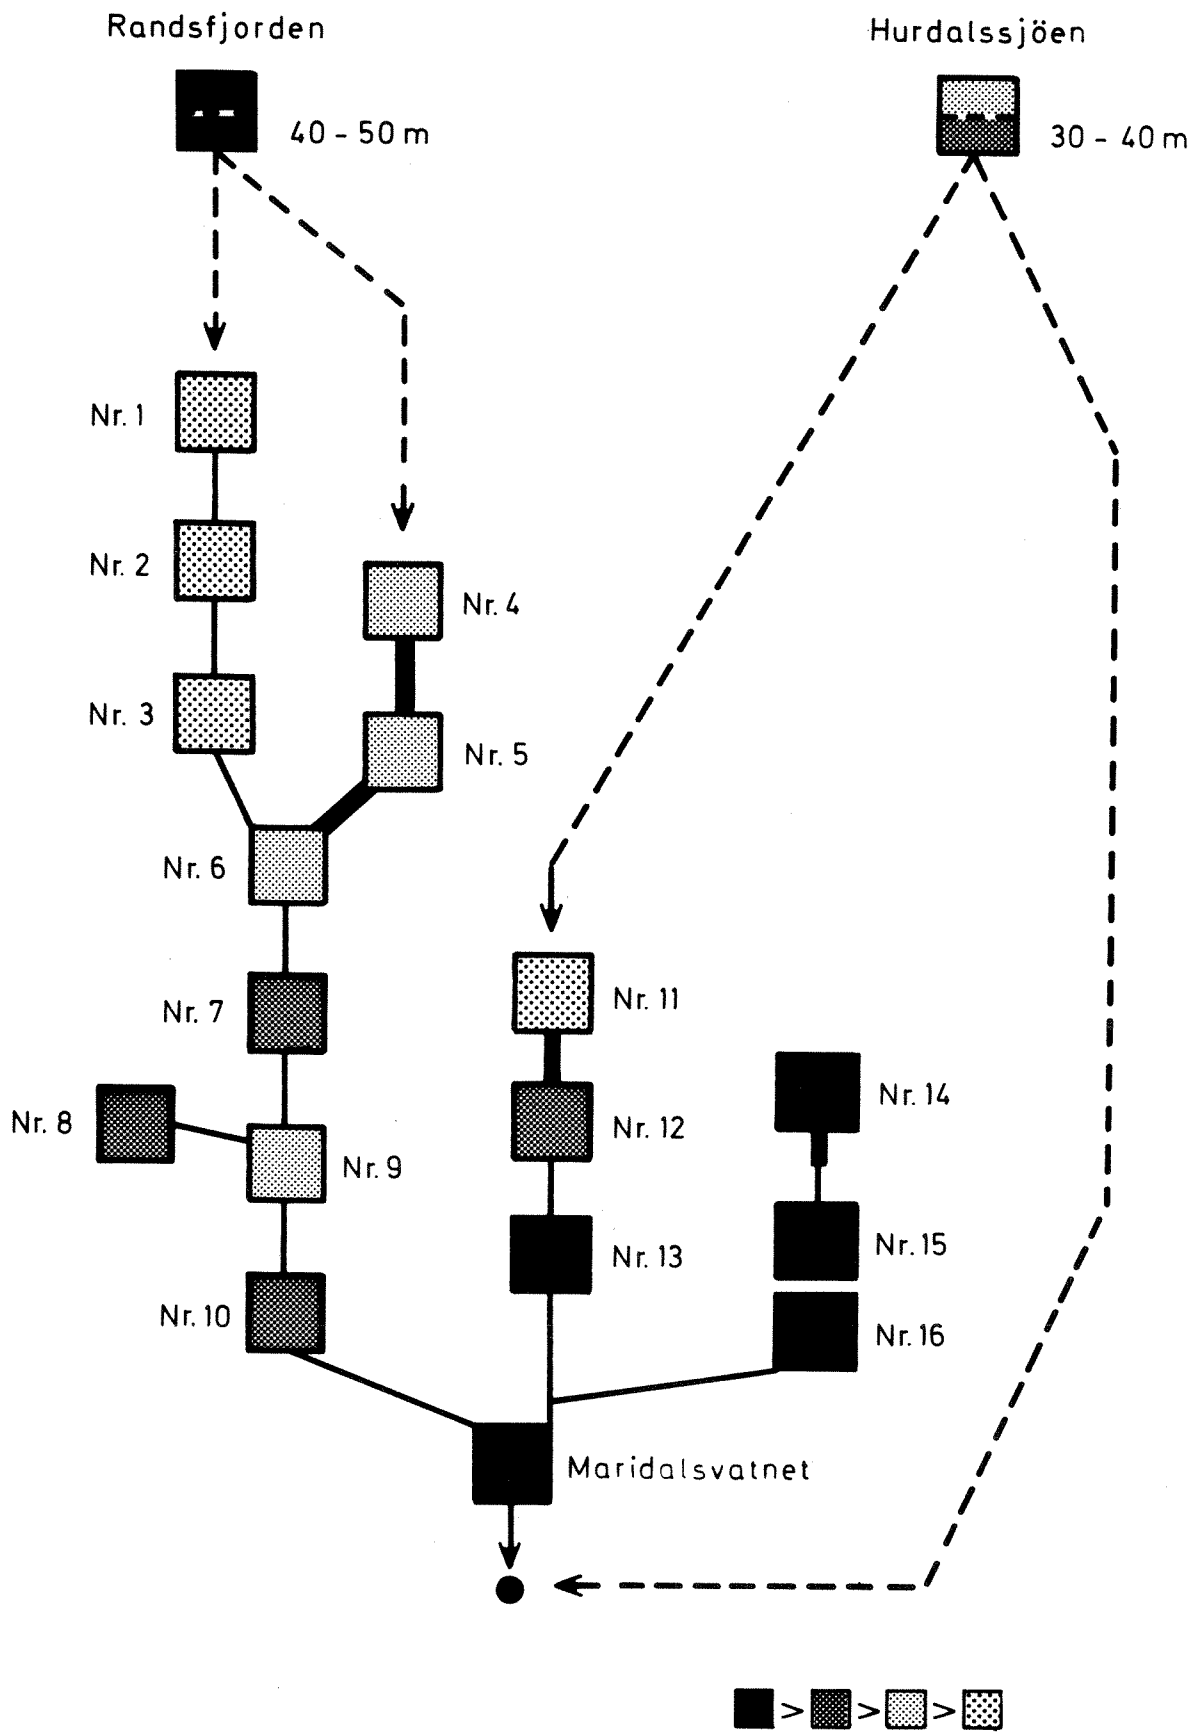 Randsfjorden
Hurdalssjöen
40 - 50 m
30 - 40 m
Nr. 1
Nr. 2
Nr. 4
Nr. 3
Nr. 5
Nr. 6
Nr. 7
Nr. 11
Nr. 14
Nr. 8
Nr. 12
Nr. 9
Nr. 13
Nr. 15
Nr. 10
Nr. 16
Maridalsvatnet
> > >